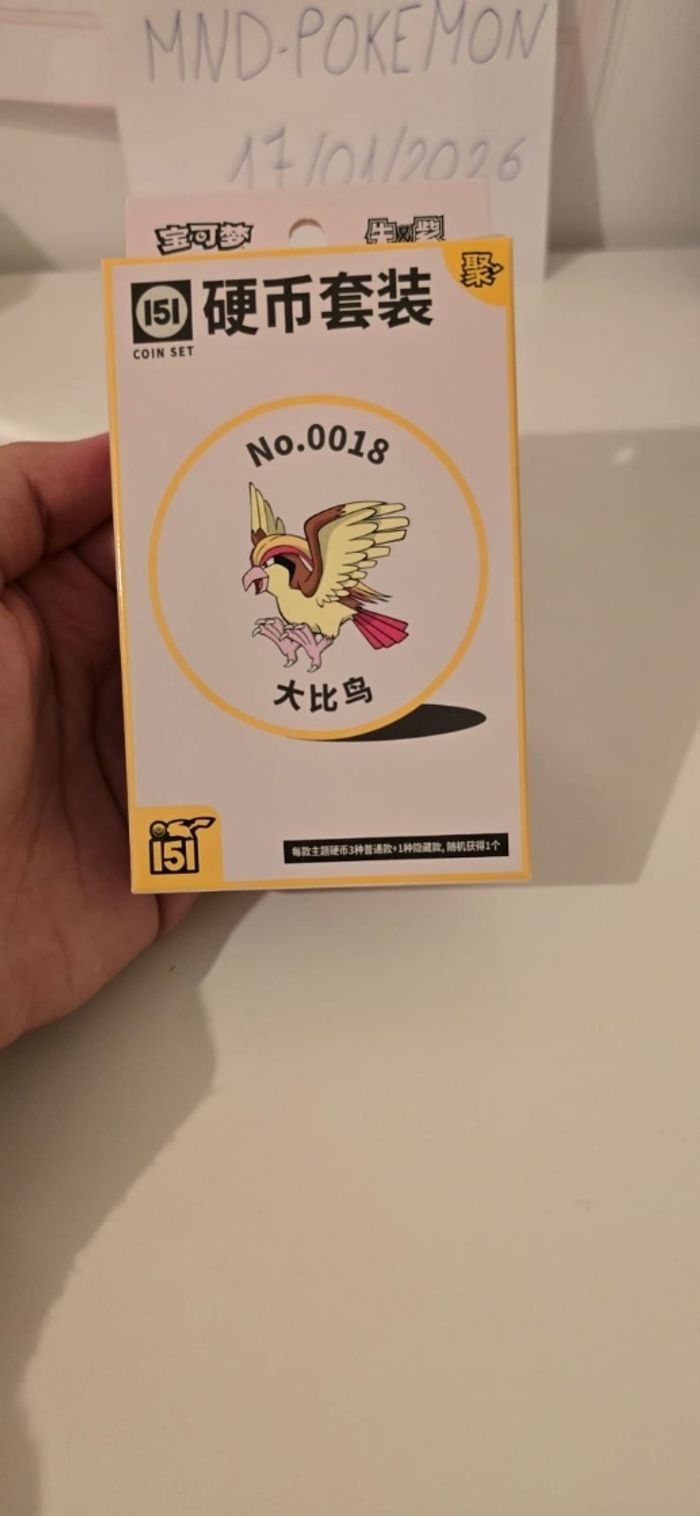 MND-POKEMON
17/01/2026
宝可梦
朱 紫
聚
151 硬币套装
COIN SET
No.0018
大比鸟
151
每款主题硬币3种普通款+1种隐藏款，随机获得1个